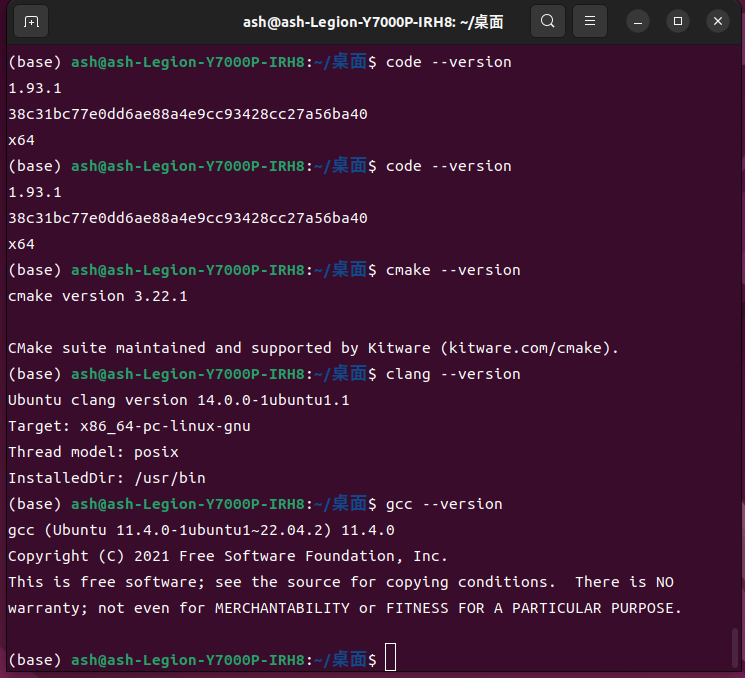 ash@ash-Legion-Y7000P-IRH8: ~/桌面
(base) ash@ash-Legion-Y7000P-IRH8:~/桌面$ code --version
1.93.1
38c31bc77e0dd6ae88a4e9cc93428cc27a56ba40
x64
(base) ash@ash-Legion-Y7000P-IRH8:~/桌面$ code --version
1.93.1
38c31bc77e0dd6ae88a4e9cc93428cc27a56ba40
x64
(base) ash@ash-Legion-Y7000P-IRH8:~/桌面$ cmake --version
cmake version 3.22.1
CMake suite maintained and supported by Kitware (kitware.com/cmake).
(base) ash@ash-Legion-Y7000P-IRH8:~/桌面$ clang --version
Ubuntu clang version 14.0.0-1ubuntu1.1
Target: x86_64-pc-linux-gnu
Thread model: posix
InstalledDir: /usr/bin
(base) ash@ash-Legion-Y7000P-IRH8:~/桌面$ gcc --version
gcc (Ubuntu 11.4.0-1ubuntu1~22.04.2) 11.4.0
Copyright (C) 2021 Free Software Foundation, Inc.
This is free software; see the source for copying conditions.  There is NO
warranty; not even for MERCHANTABILITY or FITNESS FOR A PARTICULAR PURPOSE.
(base) ash@ash-Legion-Y7000P-IRH8:~/桌面$